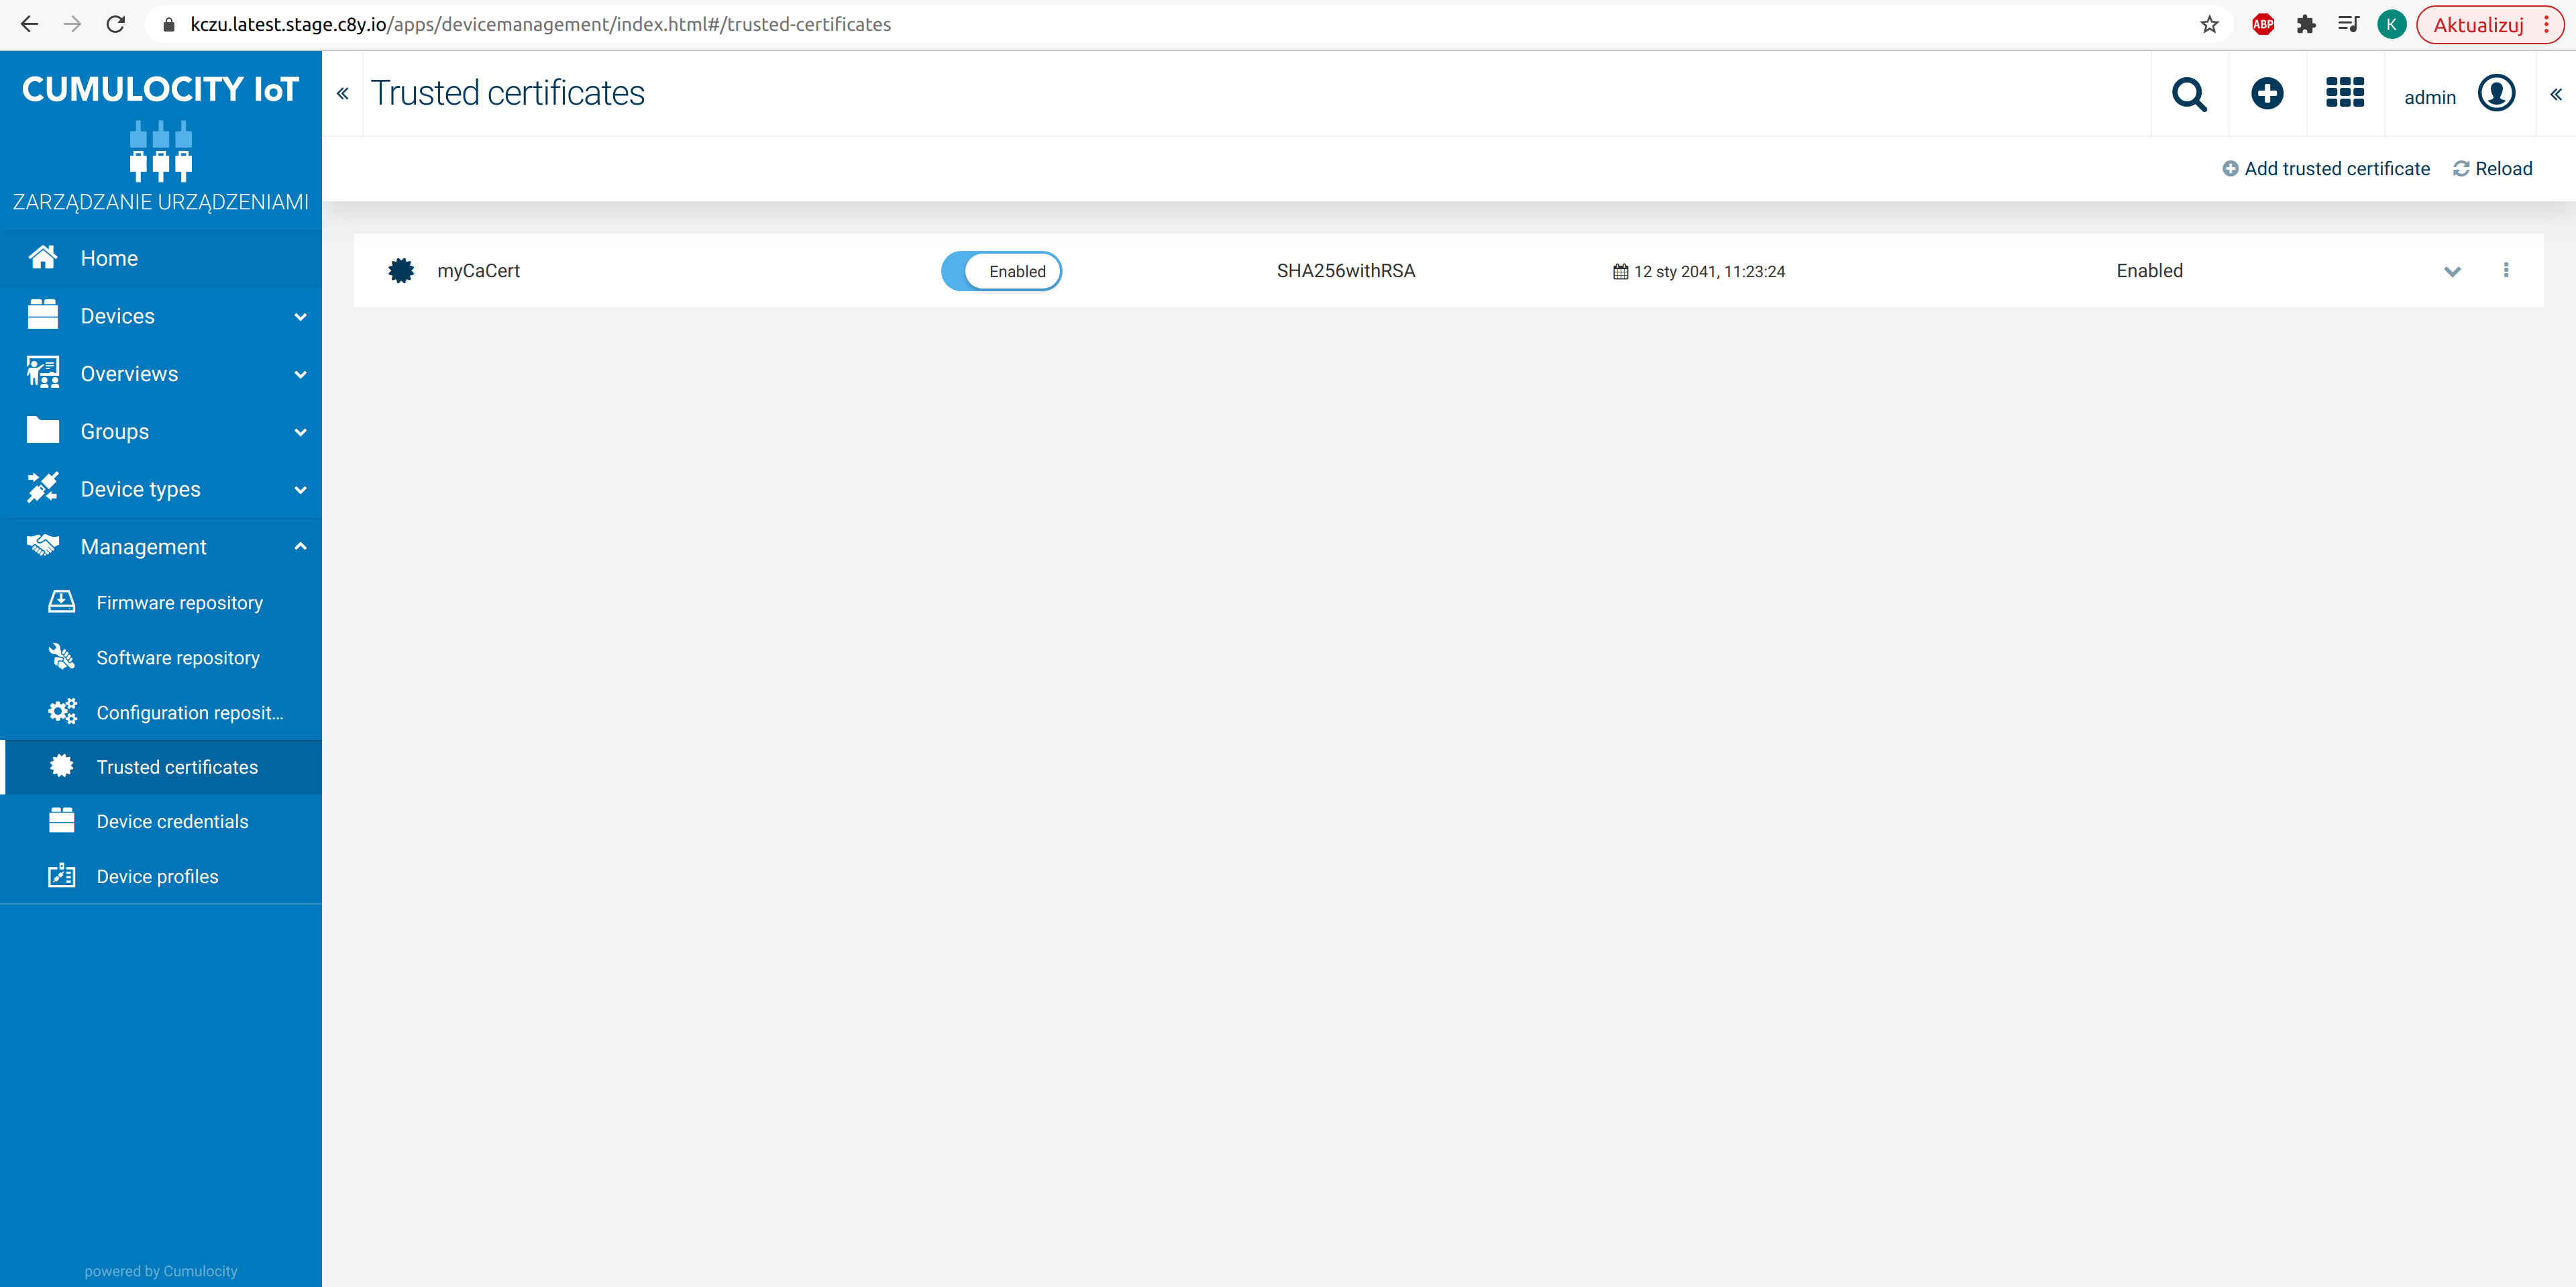 kczu.latest.stage.c8y.io/apps/devicemanagement/index.html#/trusted-certificates
ABP
K
Aktualizuj
CUMULOCITY IoT
ZARZĄDZANIE URZĄDZENIAMI
Trusted certificates
admin
Add trusted certificate
Reload
Home
Devices
Overviews
Groups
Device types
Management
Firmware repository
Software repository
Configuration reposit...
Trusted certificates
Device credentials
Device profiles
myCaCert
Enabled
SHA256withRSA
12 sty 2041, 11:23:24
Enabled
powered by Cumulocity